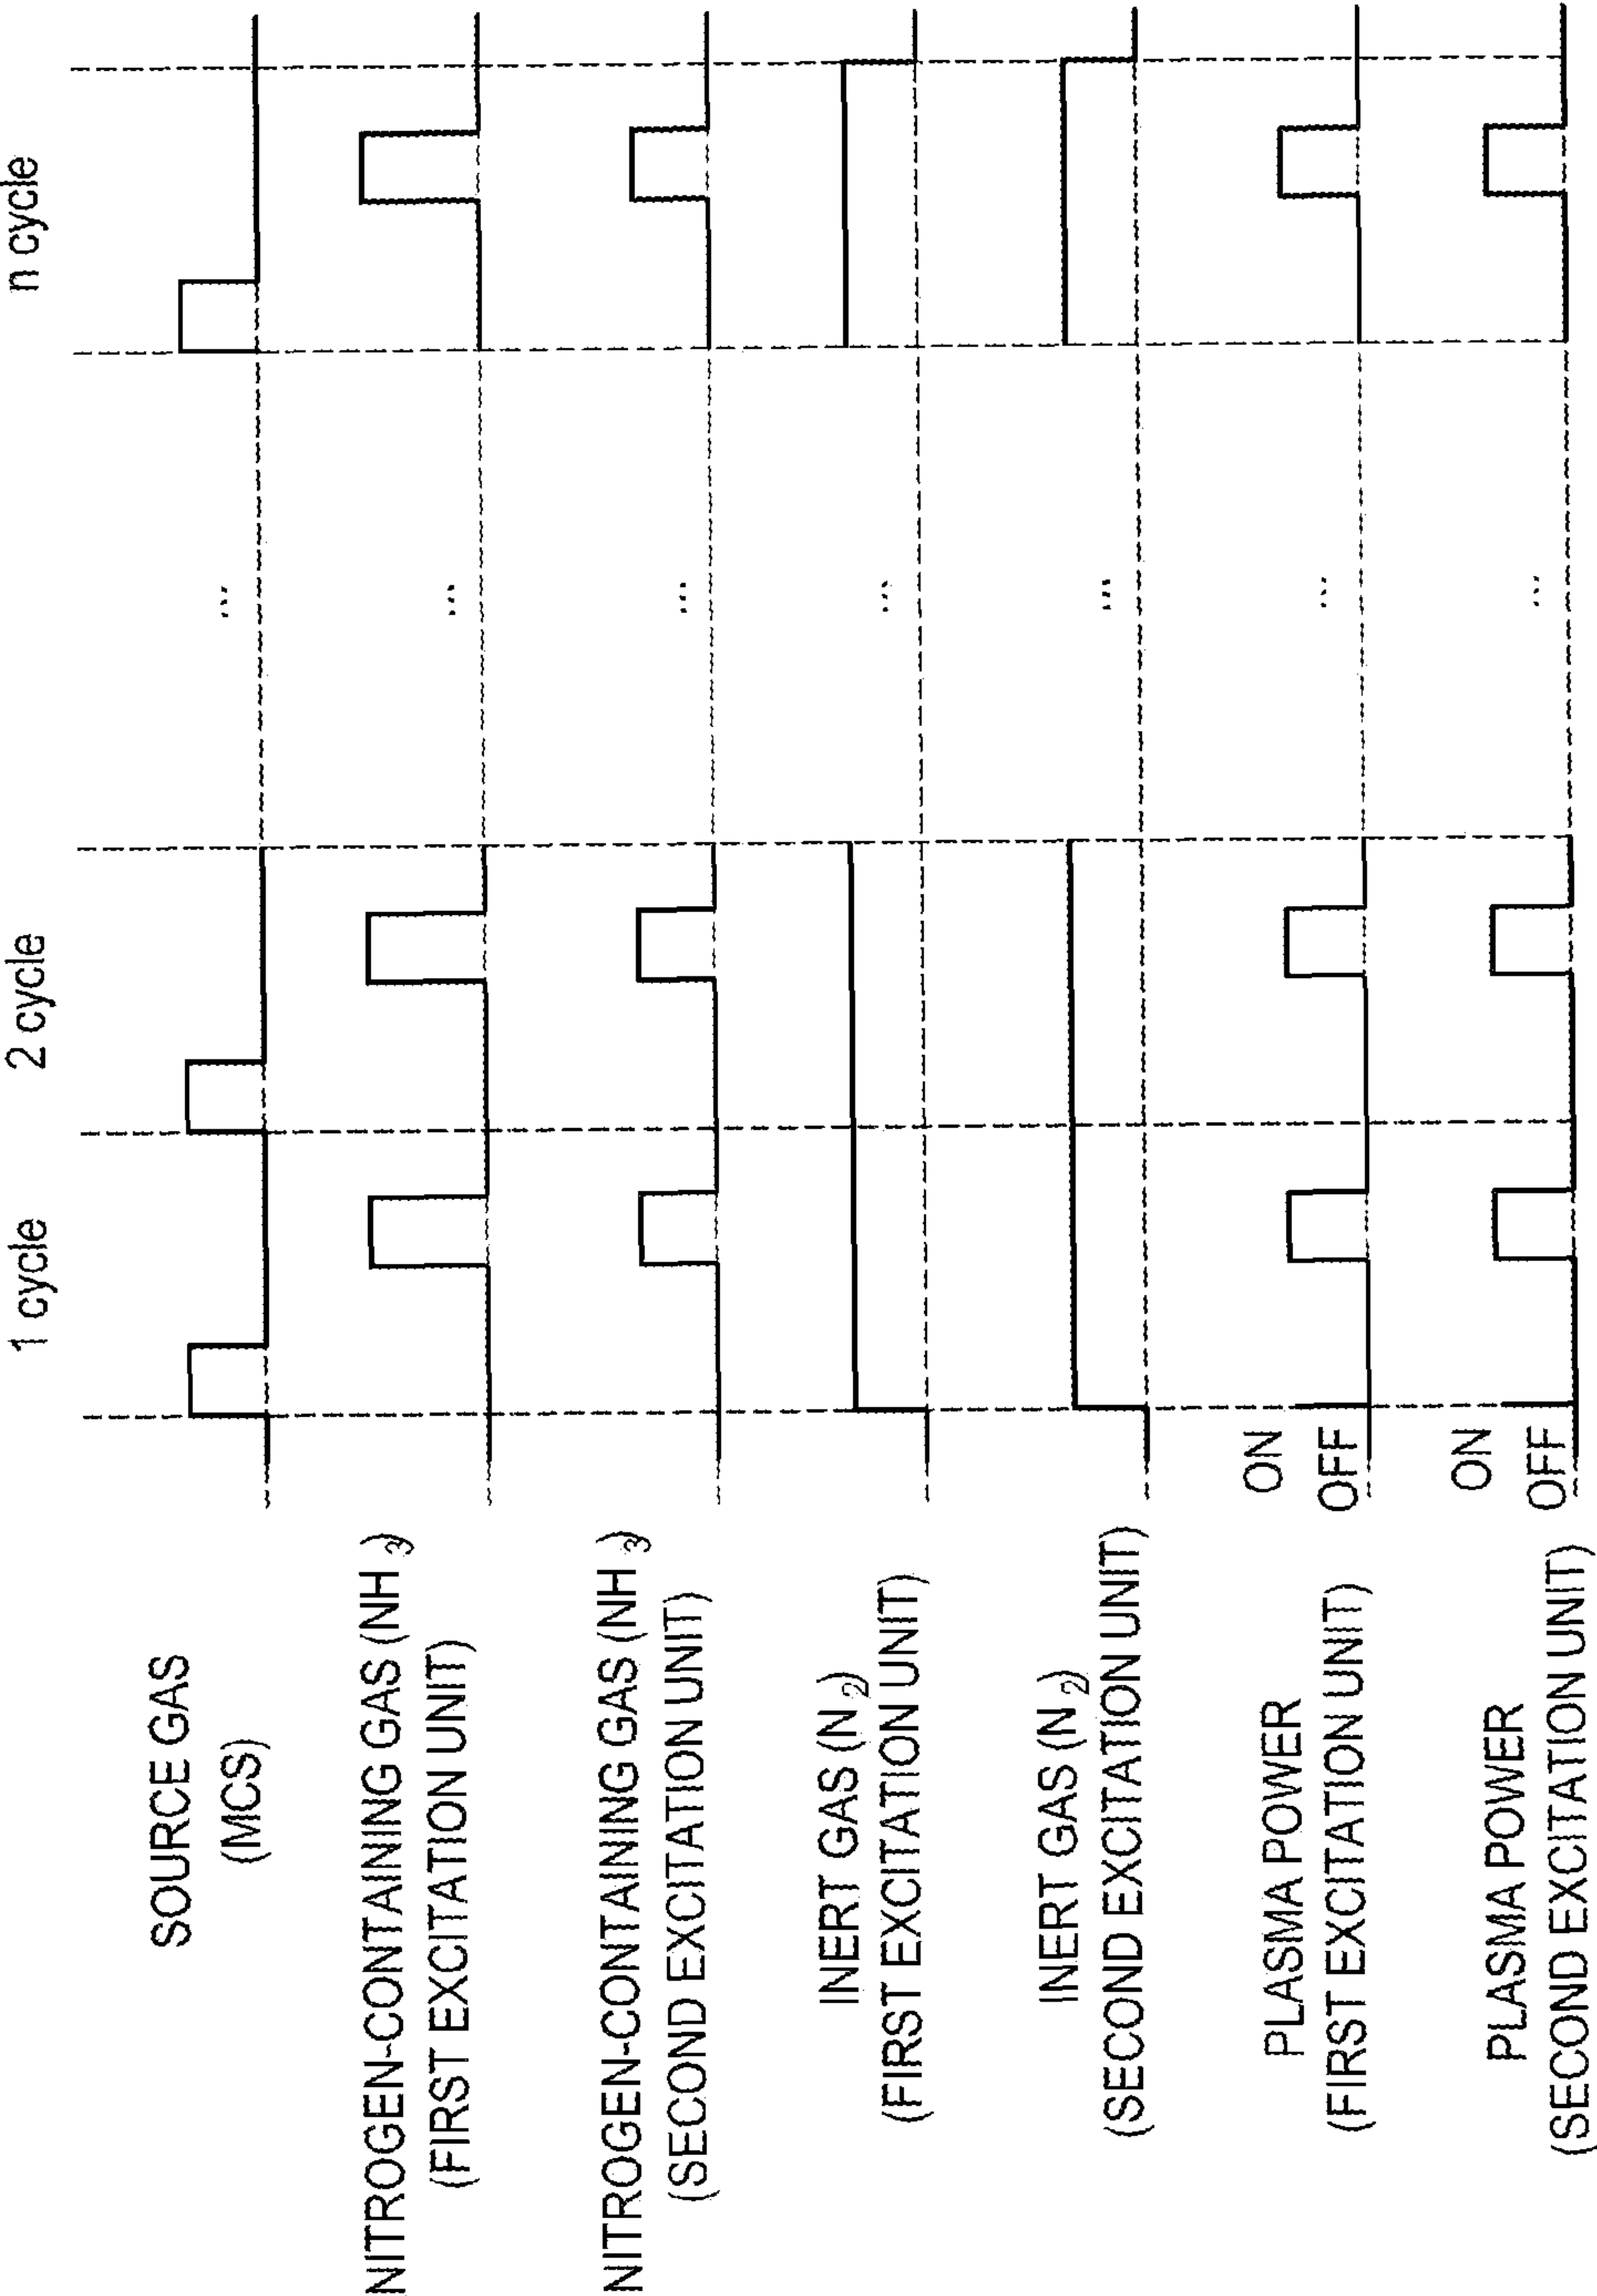 1 cycle
2 cycle
n cycle
SOURCE GAS
(MCS)
...
NITROGEN-CONTAINING GAS (NH3)
(FIRST EXCITATION UNIT)
...
NITROGEN-CONTAINING GAS (NH3)
(SECOND EXCITATION UNIT)
...
INERT GAS (N2)
(FIRST EXCITATION UNIT)
...
INERT GAS (N2)
(SECOND EXCITATION UNIT)
...
PLASMA POWER
(FIRST EXCITATION UNIT)
ON
OFF
...
PLASMA POWER
(SECOND EXCITATION UNIT)
ON
OFF
...